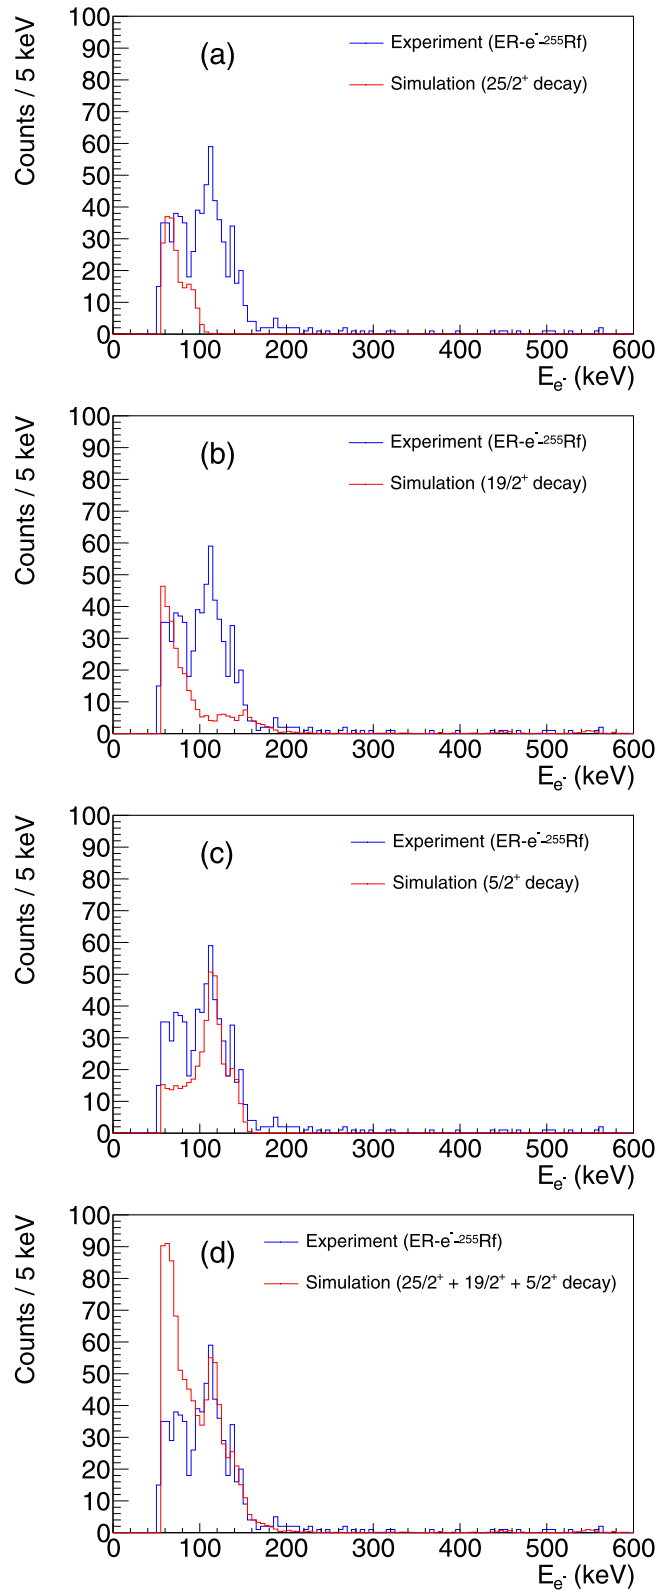 Counts / 5 keV
100
90
80
70
60
50
40
30
20
10
0
(a)
Experiment (ER-e⁻-²⁵⁵Rf)
Simulation (25/2⁺ decay)
0 100 200 300 400 500 600
E e⁻ (keV)
Counts / 5 keV
100
90
80
70
60
50
40
30
20
10
0
(b)
Experiment (ER-e⁻-²⁵⁵Rf)
Simulation (19/2⁺ decay)
0 100 200 300 400 500 600
E e⁻ (keV)
Counts / 5 keV
100
90
80
70
60
50
40
30
20
10
0
(c)
Experiment (ER-e⁻-²⁵⁵Rf)
Simulation (5/2⁺ decay)
0 100 200 300 400 500 600
E e⁻ (keV)
Counts / 5 keV
100
90
80
70
60
50
40
30
20
10
0
(d)
Experiment (ER-e⁻-²⁵⁵Rf)
Simulation (25/2⁺ + 19/2⁺ + 5/2⁺ decay)
0 100 200 300 400 500 600
E e⁻ (keV)